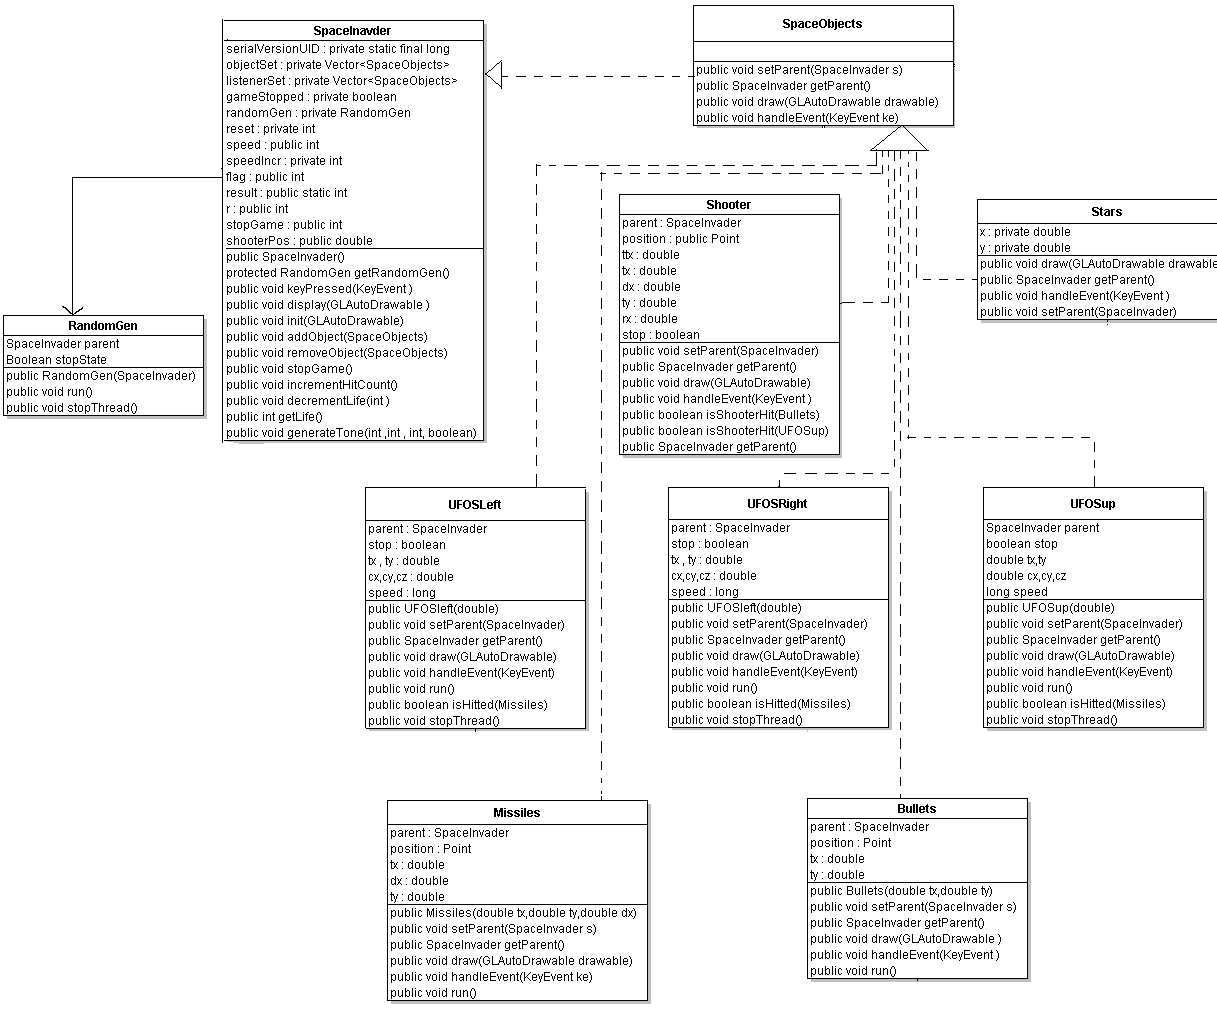 SpaceInavder
serialVersionUID : private static final long
objectSet : private Vector<SpaceObjects>
listenerSet : private Vector<SpaceObjects>
gameStopped : private boolean
randomGen : private RandomGen
reset : private int
speed : public int
speedIncr : private int
flag : public int
result : public static int
r : public int
stopGame : public int
shooterPos : public double
public SpaceInvader()
protected RandomGen getRandomGen()
public void keyPressed(KeyEvent )
public void display(GLAutoDrawable )
public void init(GLAutoDrawable)
public void addObject(SpaceObjects)
public void removeObject(SpaceObjects)
public void stopGame()
public void incrementHitCount()
public void decrementLife(int )
public int getLife()
public void generateTone(int ,int , int, boolean)
SpaceObjects
public void setParent(SpaceInvader s)
public SpaceInvader getParent()
public void draw(GLAutoDrawable drawable)
public void handleEvent(KeyEvent ke)
RandomGen
SpaceInvader parent
Boolean stopState
public RandomGen(SpaceInvader)
public void run()
public void stopThread()
Shooter
parent : SpaceInvader
position : public Point
ttx : double
tx : double
dx : double
ty : double
rx : double
stop : boolean
public void setParent(SpaceInvader)
public SpaceInvader getParent()
public void draw(GLAutoDrawable)
public void handleEvent(KeyEvent )
public boolean isShooterHit(Bullets)
public boolean isShooterHit(UFOSup)
public SpaceInvader getParent()
Stars
x : private double
y : private double
public void draw(GLAutoDrawable drawable
public SpaceInvader getParent()
public void handleEvent(KeyEvent )
public void setParent(SpaceInvader)
UFOSLeft
parent : SpaceInvader
stop : boolean
tx , ty : double
cx,cy,cz : double
speed : long
public UFOSleft(double)
public void setParent(SpaceInvader)
public SpaceInvader getParent()
public void draw(GLAutoDrawable)
public void handleEvent(KeyEvent)
public void run()
public boolean isHitted(Missiles)
public void stopThread()
UFOSRight
parent : SpaceInvader
stop : boolean
tx , ty : double
cx,cy,cz : double
speed : long
public UFOSleft(double)
public void setParent(SpaceInvader)
public SpaceInvader getParent()
public void draw(GLAutoDrawable)
public void handleEvent(KeyEvent)
public void run()
public boolean isHitted(Missiles)
public void stopThread()
UFOSup
SpaceInvader parent
boolean stop
double tx,ty
double cx,cy,cz
long speed
public UFOSup(double)
public void setParent(SpaceInvader)
public SpaceInvader getParent()
public void draw(GLAutoDrawable)
public void handleEvent(KeyEvent)
public void run()
public boolean isHitted(Missiles)
public void stopThread()
Missiles
parent : SpaceInvader
position : Point
tx : double
dx : double
ty : double
public Missiles(double tx,double ty,double dx)
public void setParent(SpaceInvader s)
public SpaceInvader getParent()
public void draw(GLAutoDrawable drawable)
public void handleEvent(KeyEvent ke)
public void run()
Bullets
parent : SpaceInvader
position : Point
tx : double
ty : double
public Bullets(double tx,double ty)
public void setParent(SpaceInvader s)
public SpaceInvader getParent()
public void draw(GLAutoDrawable )
public void handleEvent(KeyEvent )
public void run()